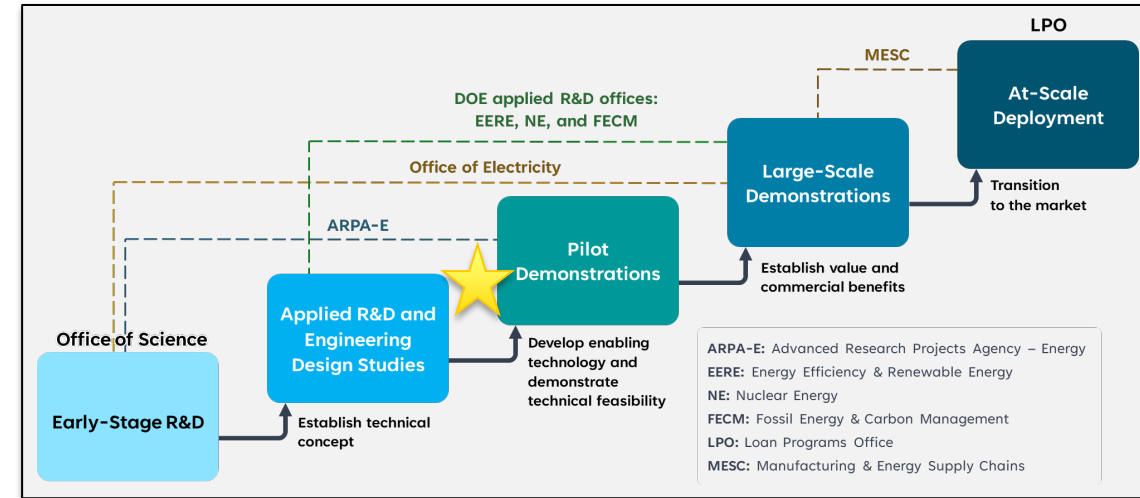 LPO
MESC
At-Scale
Deployment
DOE applied R&D offices:
EERE, NE, and FECM
Office of Electricity
Large-Scale
Demonstrations
Transition
to the market
ARPA-E
Pilot
Demonstrations
Establish value and
commercial benefits
Applied R&D and
Engineering
Design Studies
Develop enabling
technology and
demonstrate
technical feasibility
Office of Science
Early-Stage R&D
Establish technical
concept
ARPA-E: Advanced Research Projects Agency – Energy
EERE: Energy Efficiency & Renewable Energy
NE: Nuclear Energy
FECM: Fossil Energy & Carbon Management
LPO: Loan Programs Office
MESC: Manufacturing & Energy Supply Chains